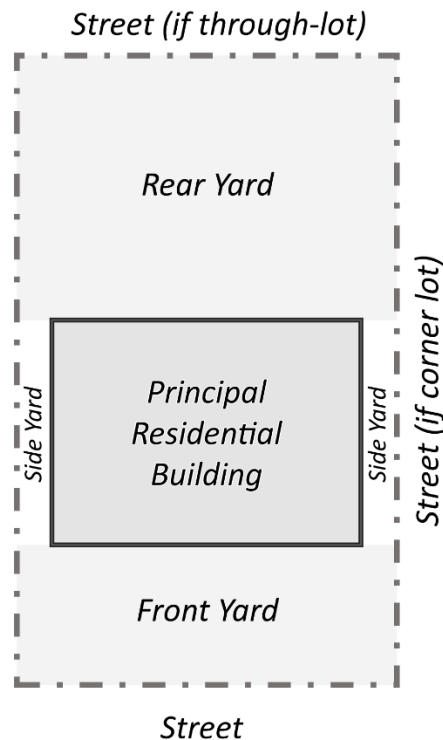 Street (if through-lot)
Rear Yard
Street (if corner lot)
Principal
Residential
Building
Side Yard
Side Yard
Front Yard
Street